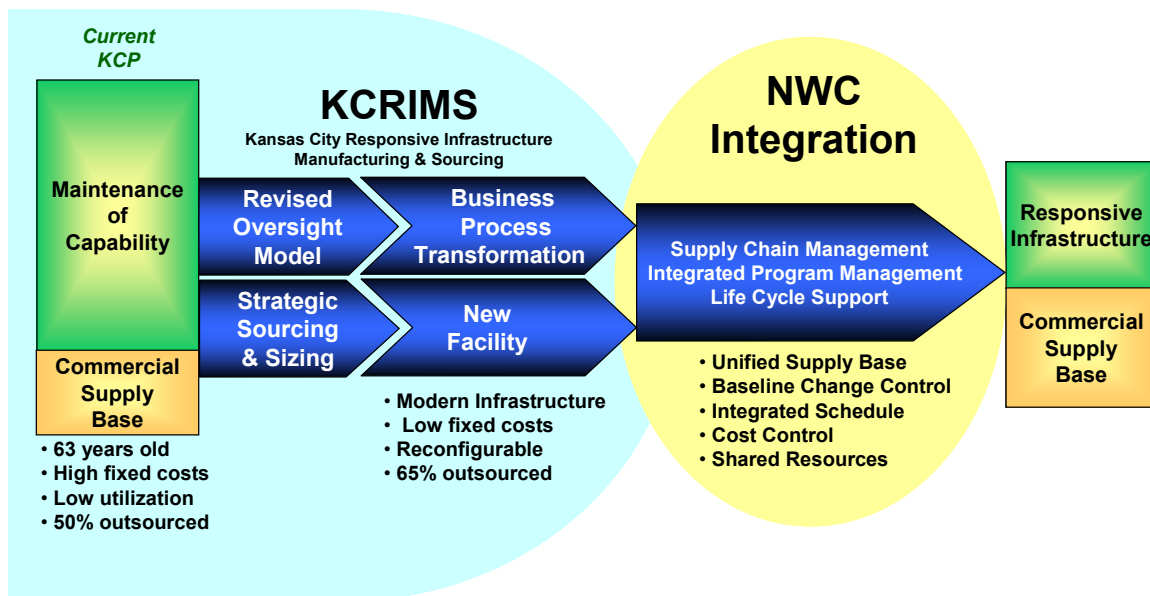 Current
KCP
Maintenance
of
Capability
Commercial
Supply
Base
• 63 years old
• High fixed costs
• Low utilization
• 50% outsourced
KCRIMS
Kansas City Responsive Infrastructure
Manufacturing & Sourcing
Revised
Oversight
Model
Business
Process
Transformation
Strategic
Sourcing
& Sizing
New
Facility
• Modern Infrastructure
• Low fixed costs
• Reconfigurable
• 65% outsourced
NWC
Integration
Supply Chain Management
Integrated Program Management
Life Cycle Support
• Unified Supply Base
• Baseline Change Control
• Integrated Schedule
• Cost Control
• Shared Resources
Responsive
Infrastructure
Commercial
Supply
Base